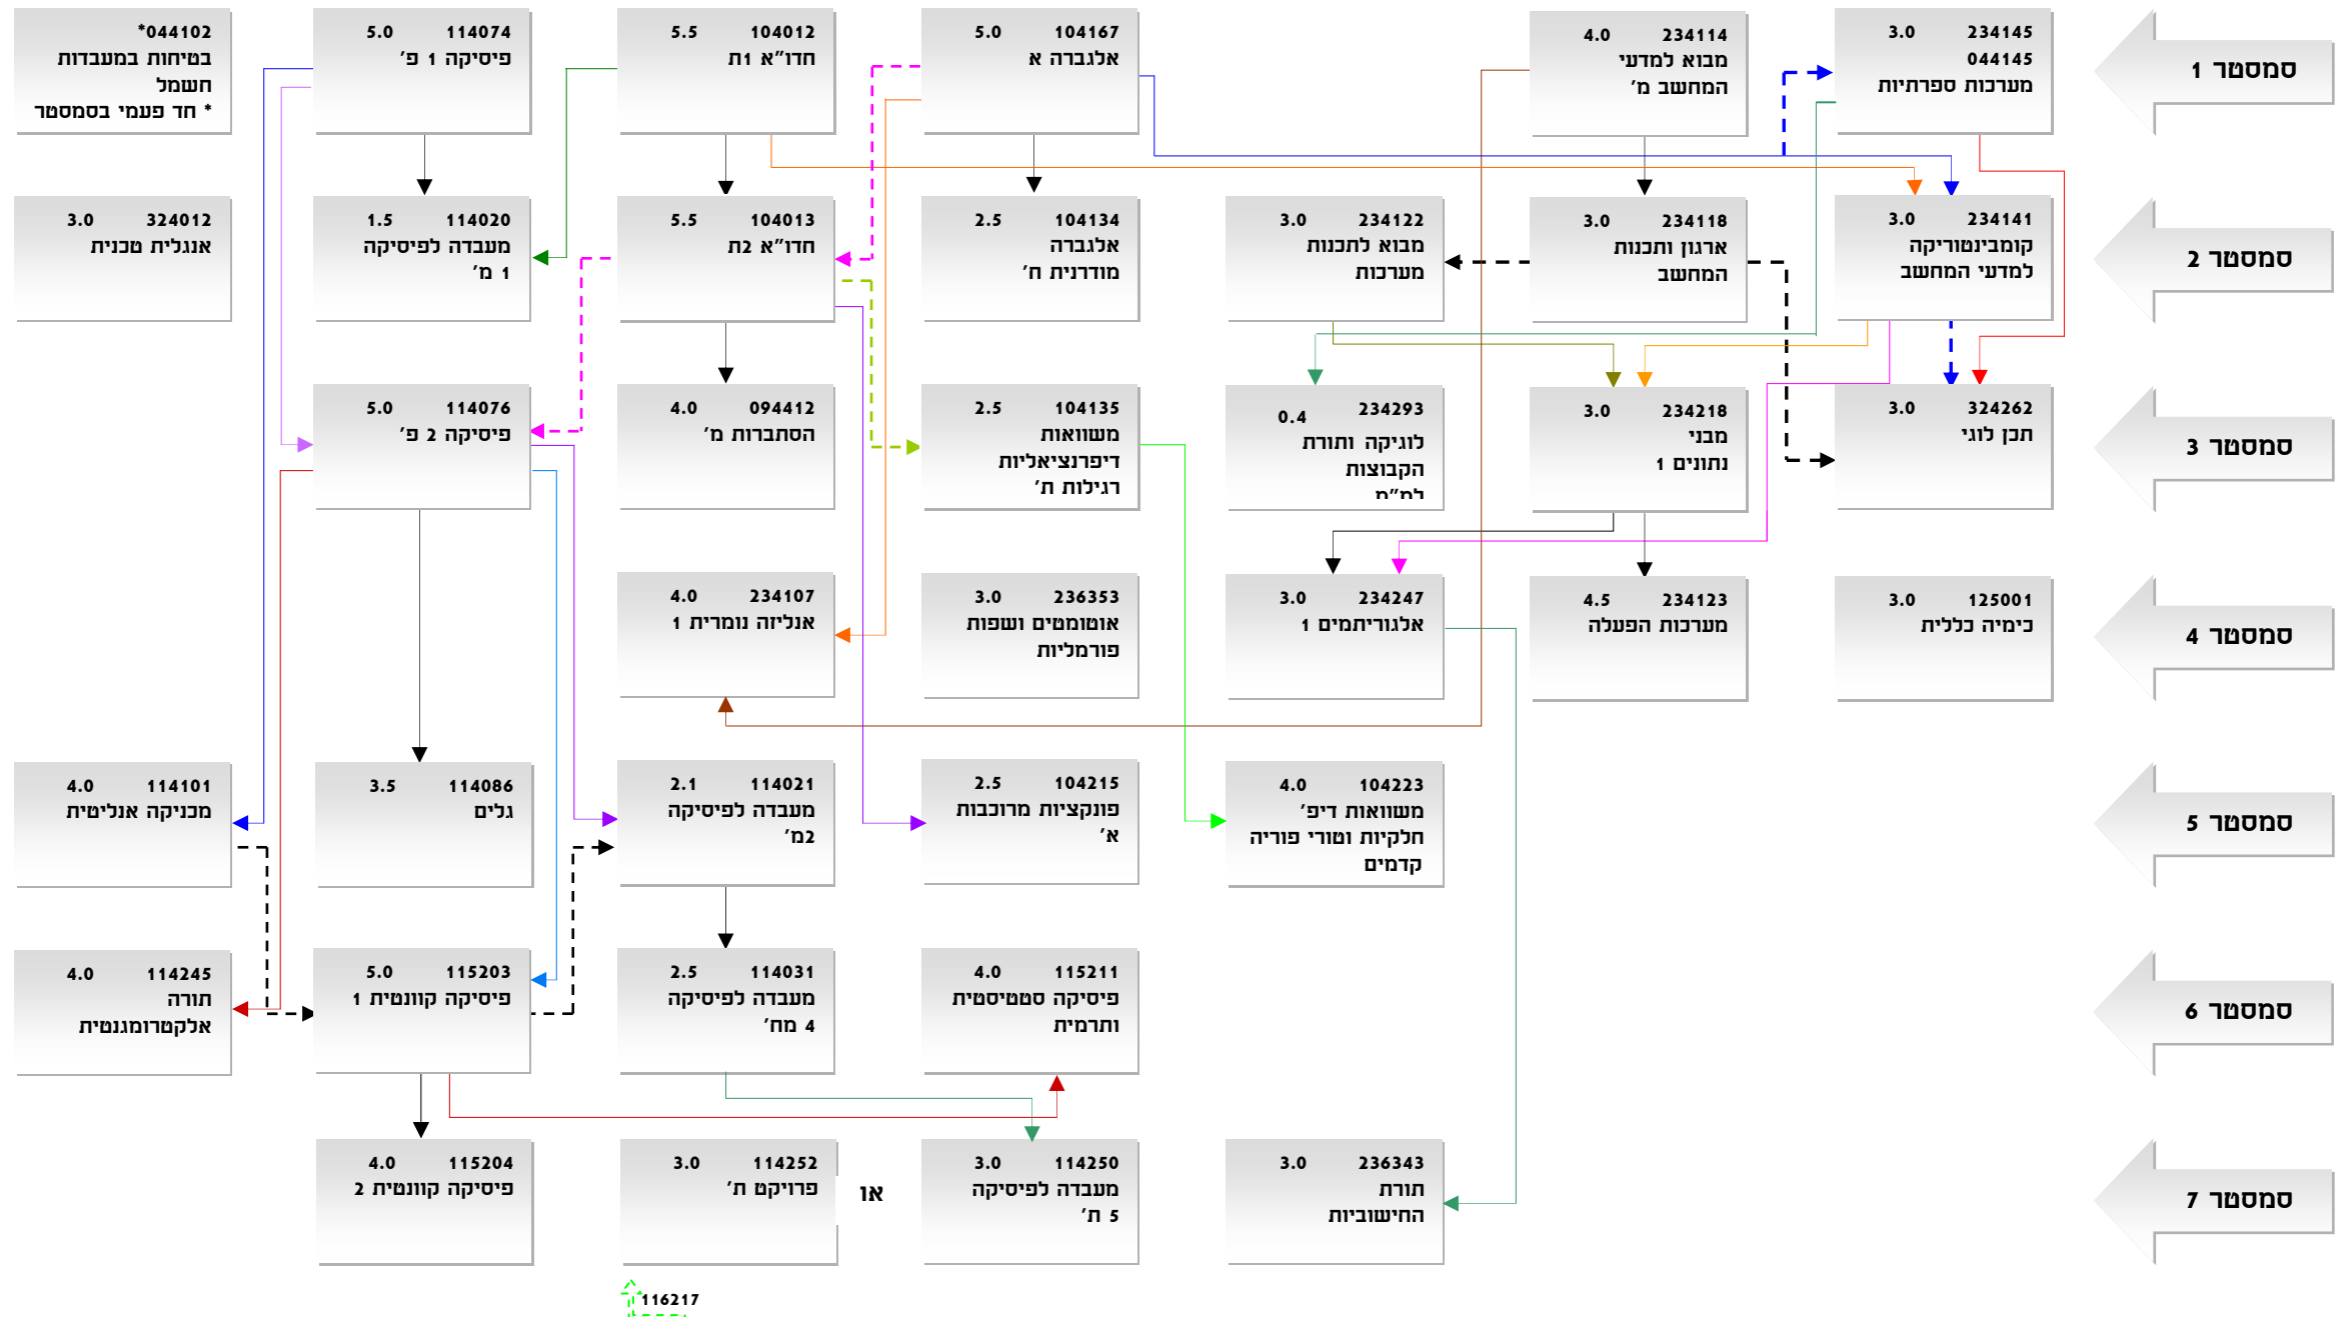 סמסטר 1
234145 3.0
044145
מערכות ספרתיות
234114 4.0
מבוא למדעי
המחשב מ'
104167 5.0
אלגברה א
104012 5.5
חדו"א 1ת
114074 5.0
פיסיקה 1 פ'
044102*
בטיחות במעבדות
חשמל
* חד פעמי בסמסטר
סמסטר 2
234141 3.0
קומבינטוריקה
למדעי המחשב
234118 3.0
ארגון ותכנות
המחשב
234122 3.0
מבוא לתכנות
מערכות
104134 2.5
אלגברה
מודרנית ח'
104013 5.5
חדו"א 2ת
114020 1.5
מעבדה לפיסיקה
1 מ'
324012 3.0
אנגלית טכנית
סמסטר 3
324262 3.0
תכן לוגי
234218 3.0
מבני
נתונים 1
234293 0.4
לוגיקה ותורת
הקבוצות
למ"מ
104135 2.5
משוואות
דיפרנציאליות
רגילות ת'
094412 4.0
הסתברות מ'
114076 5.0
פיסיקה 2 פ'
סמסטר 4
125001 3.0
כימיה כללית
234123 4.5
מערכות הפעלה
234247 3.0
אלגוריתמים 1
236353 3.0
אוטומטים ושפות
פורמליות
234107 4.0
אנליזה נומרית 1
סמסטר 5
104223 4.0
משוואות דיפ'
חלקיות וטורי פוריה
קדמים
104215 2.5
פונקציות מרוכבות
א'
114021 2.1
מעבדה לפיסיקה
2מ'
114086 3.5
גלים
114101 4.0
מכניקה אנליטית
סמסטר 6
115211 4.0
פיסיקה סטטיסטית
ותרמית
114031 2.5
מעבדה לפיסיקה
4 מח'
115203 5.0
פיסיקה קוונטית 1
114245 4.0
תורה
אלקטרומגנטית
סמסטר 7
236343 3.0
תורת
החישוביות
114250 3.0
מעבדה לפיסיקה
5 ת'
או
114252 3.0
פרויקט ת'
115204 4.0
פיסיקה קוונטית 2
116217